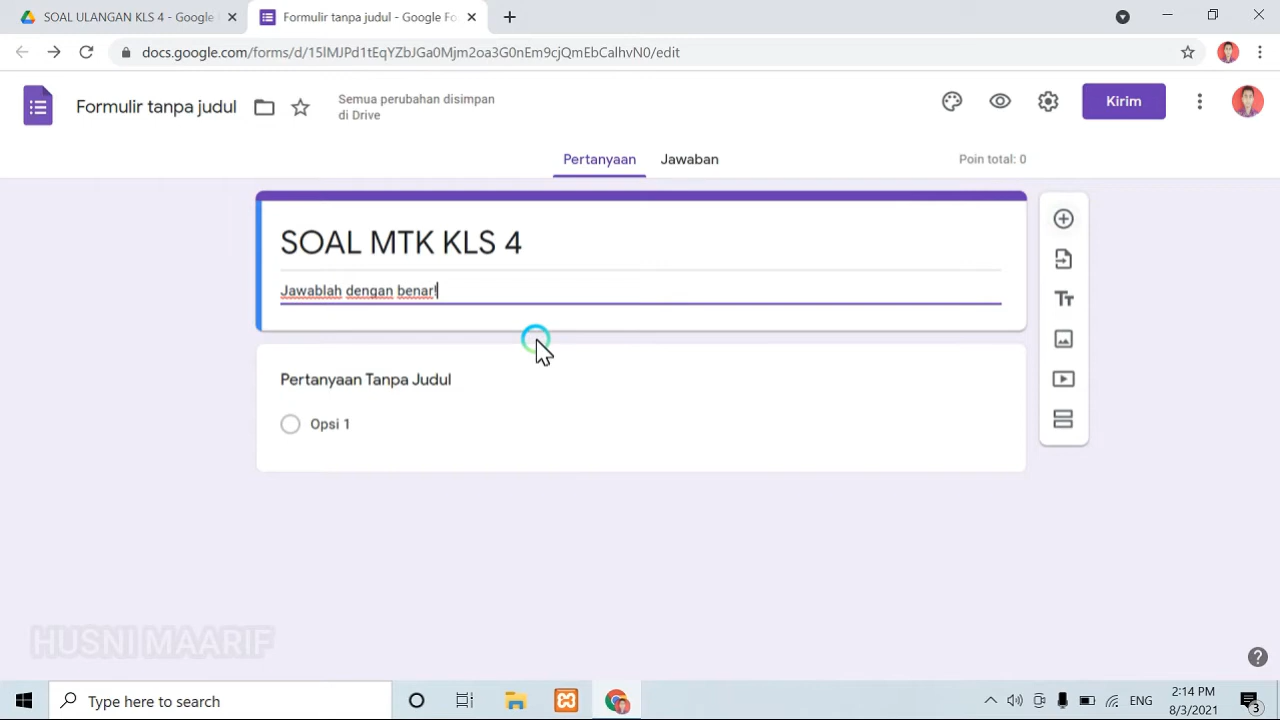 SOAL ULANGAN KLS 4 - Google
Formulir tanpa judul - Google Fo
docs.google.com/forms/d/15lMJPd1tEqYZbJGa0Mjm2oa3G0nEm9cjQmEbCalhvN0/edit
Formulir tanpa judul
Semua perubahan disimpan
di Drive
Kirim
Pertanyaan
Jawaban
Poin total: 0
SOAL MTK KLS 4
Jawablah dengan benar!
Pertanyaan Tanpa Judul
Opsi 1
HUSNI MAARIF
Type here to search
ENG
2:14 PM
8/3/2021
3